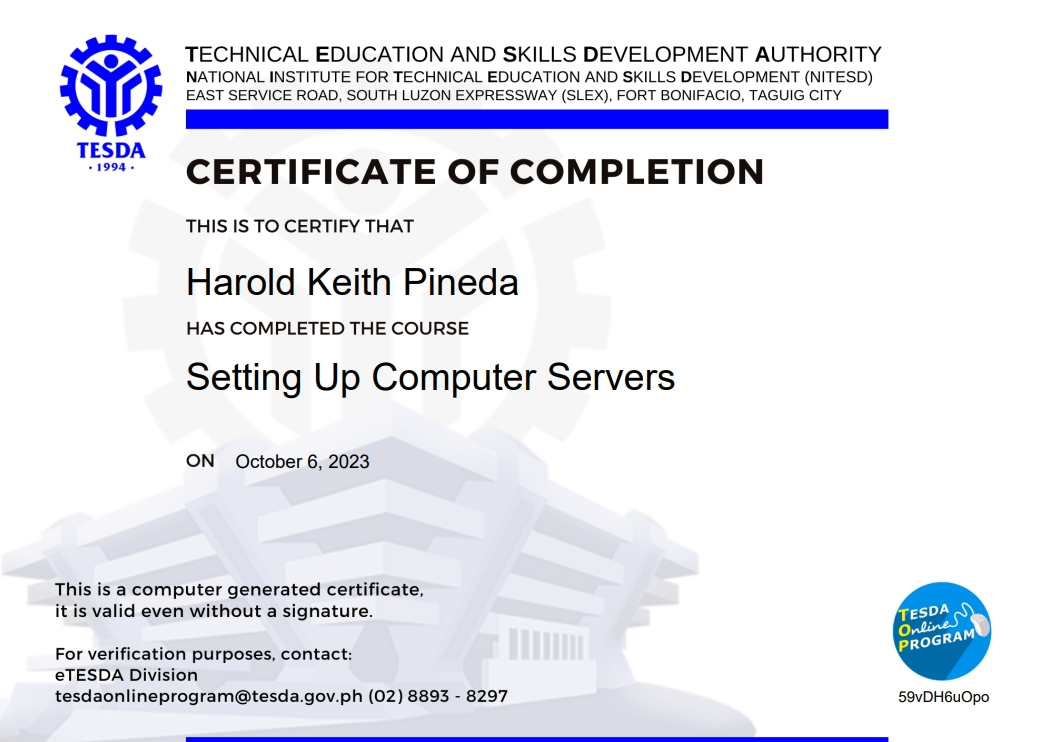 TECHNICAL EDUCATION AND SKILLS DEVELOPMENT AUTHORITY
NATIONAL INSTITUTE FOR TECHNICAL EDUCATION AND SKILLS DEVELOPMENT (NITESD)
EAST SERVICE ROAD, SOUTH LUZON EXPRESSWAY (SLEX), FORT BONIFACIO, TAGUIG CITY
TESDA
· 1994 ·
CERTIFICATE OF COMPLETION
THIS IS TO CERTIFY THAT
Harold Keith Pineda
HAS COMPLETED THE COURSE
Setting Up Computer Servers
ON October 6, 2023
This is a computer generated certificate,
it is valid even without a signature.
For verification purposes, contact:
eTESDA Division
tesdaonlineprogram@tesda.gov.ph (02) 8893 - 8297
TESDA
Online
PROGRAM
59vDH6uOpo